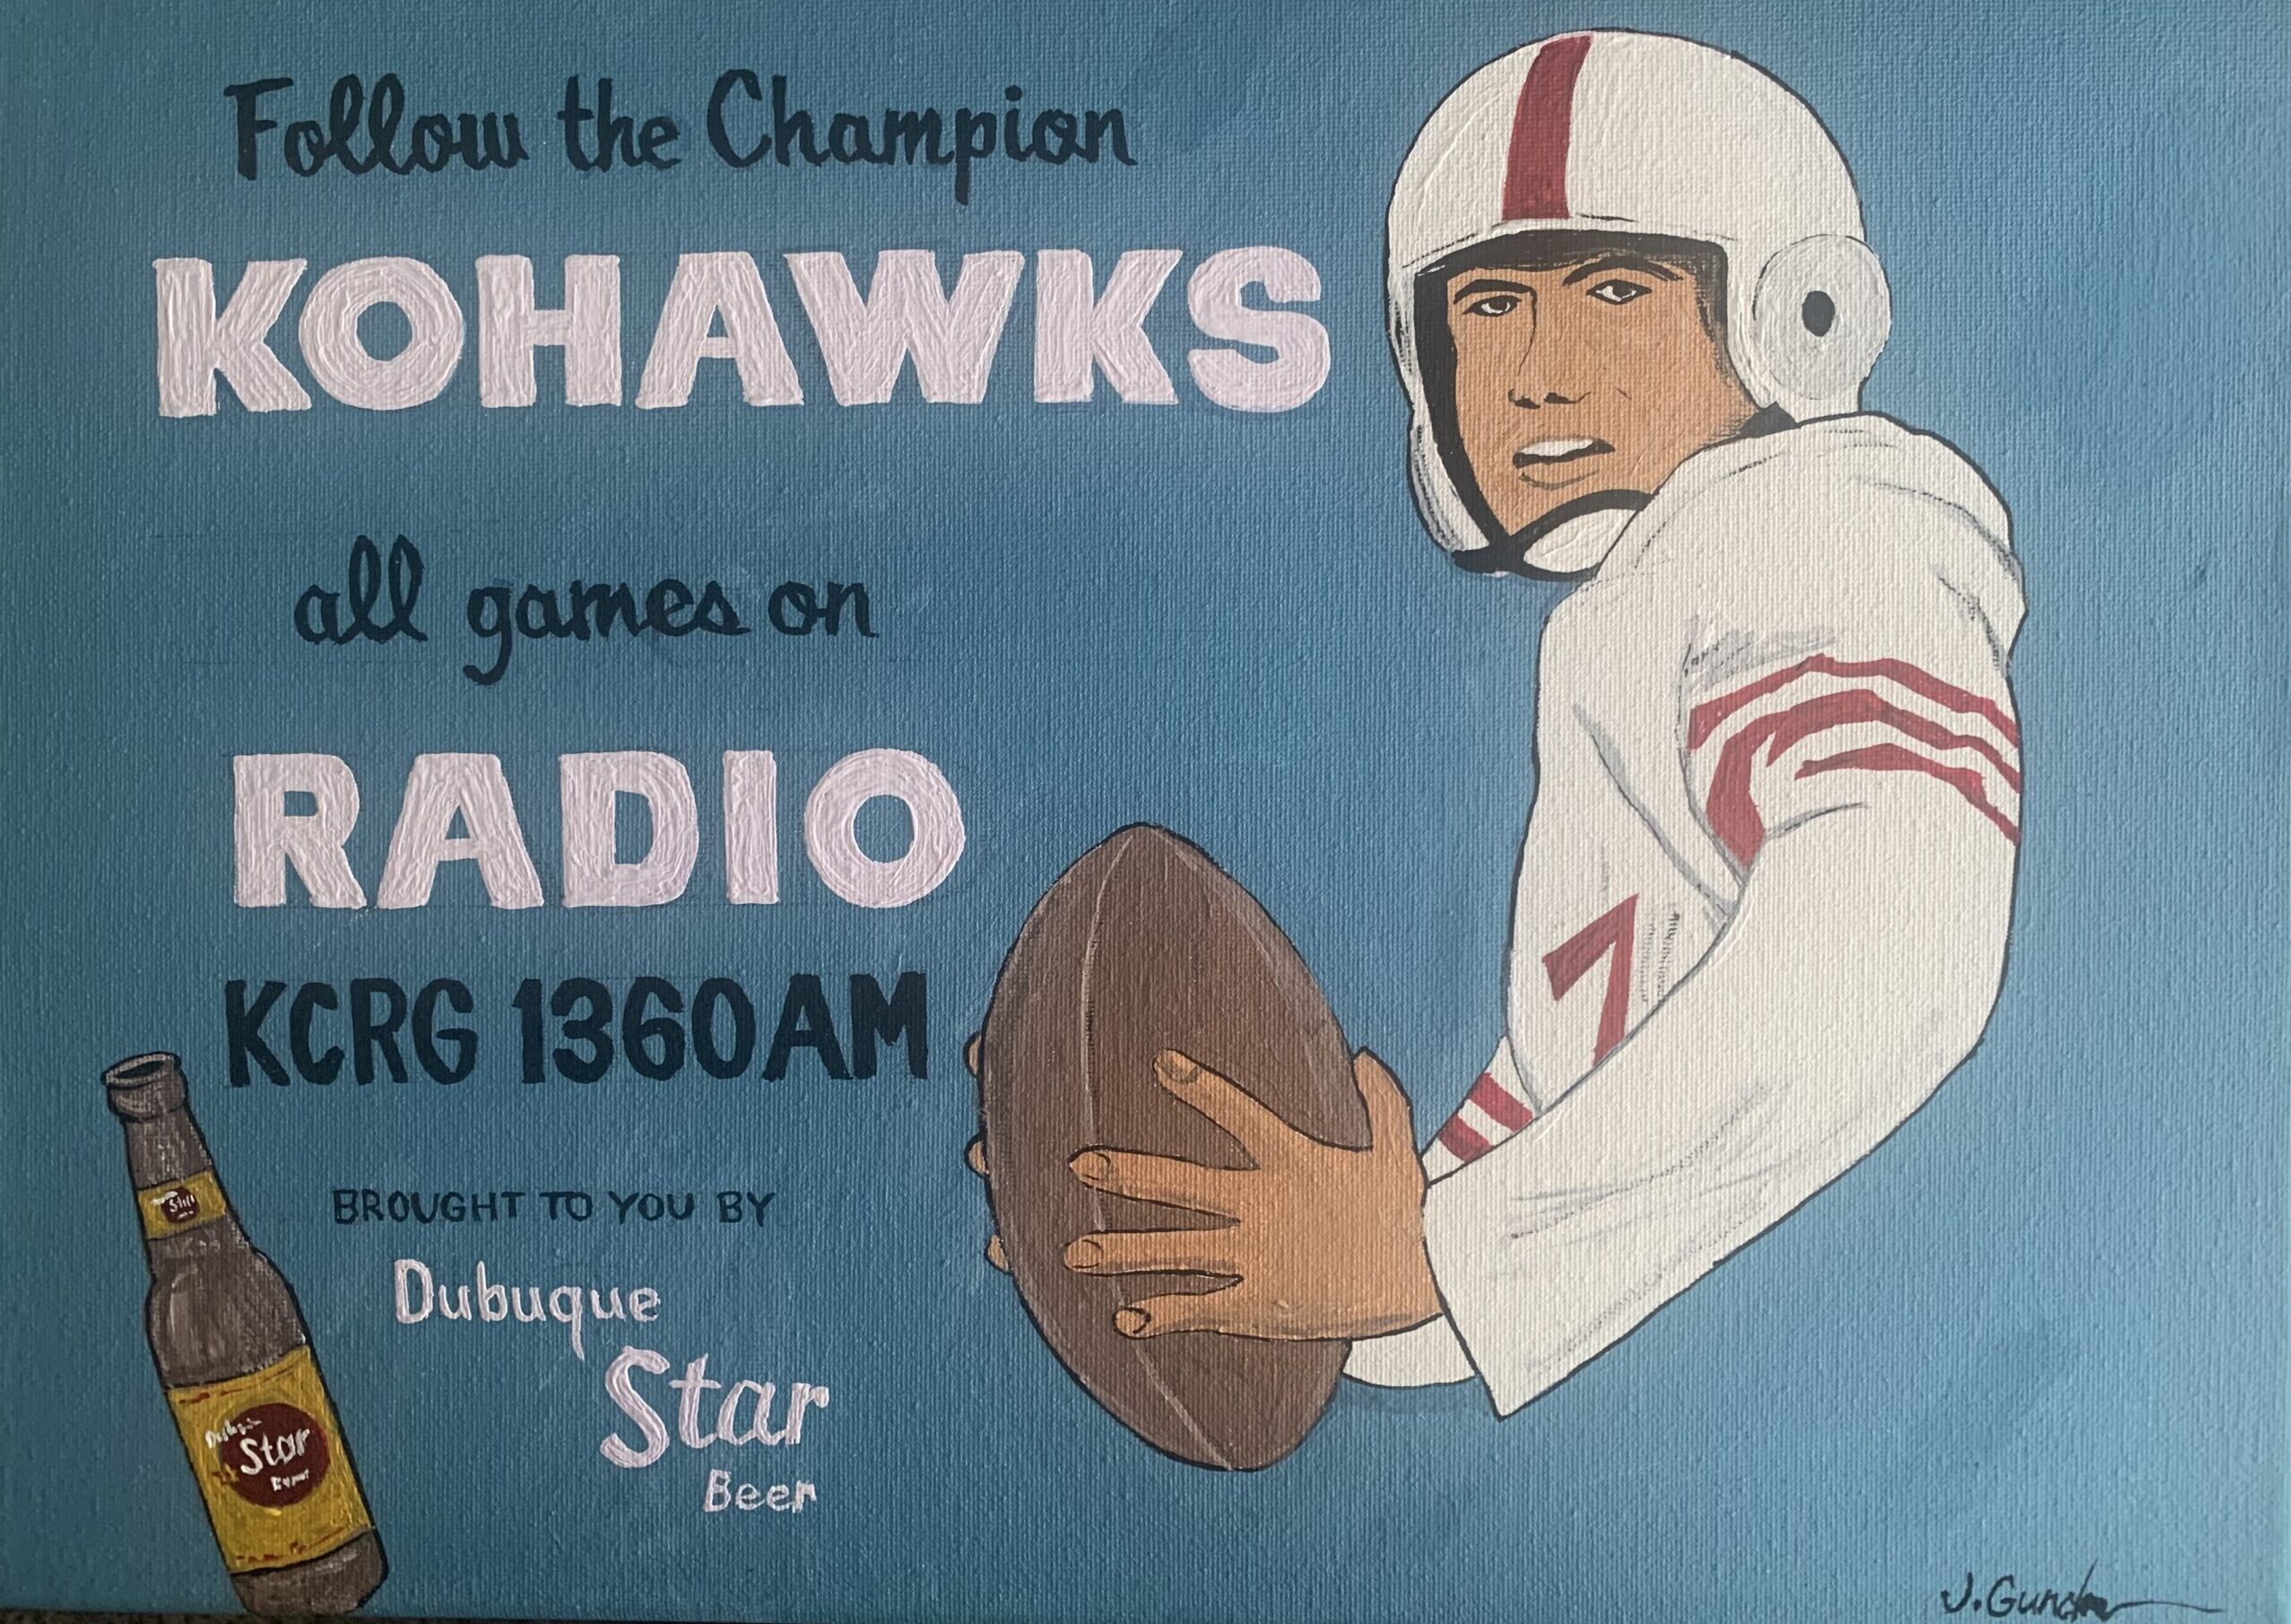 Follow the Champion
KOHAWKS
all games on
RADIO
KCRG 1360AM
BROUGHT TO YOU BY
Dubuque
Star
Beer
Star
Star
7